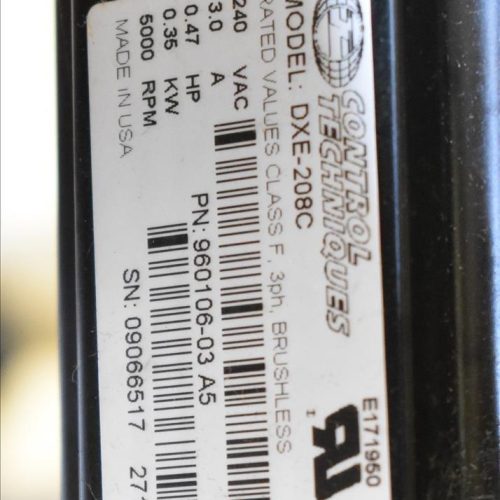 CONTROL
TECHNIQUES
MODEL: DXE-208C
RATED VALUES CLASS F, 3ph, BRUSHLESS
240 VAC
3.0 A
0.47 HP
0.35 KW
5000 RPM
MADE IN USA
PN: 960106-03 A5
SN: 09066517 274
E171950